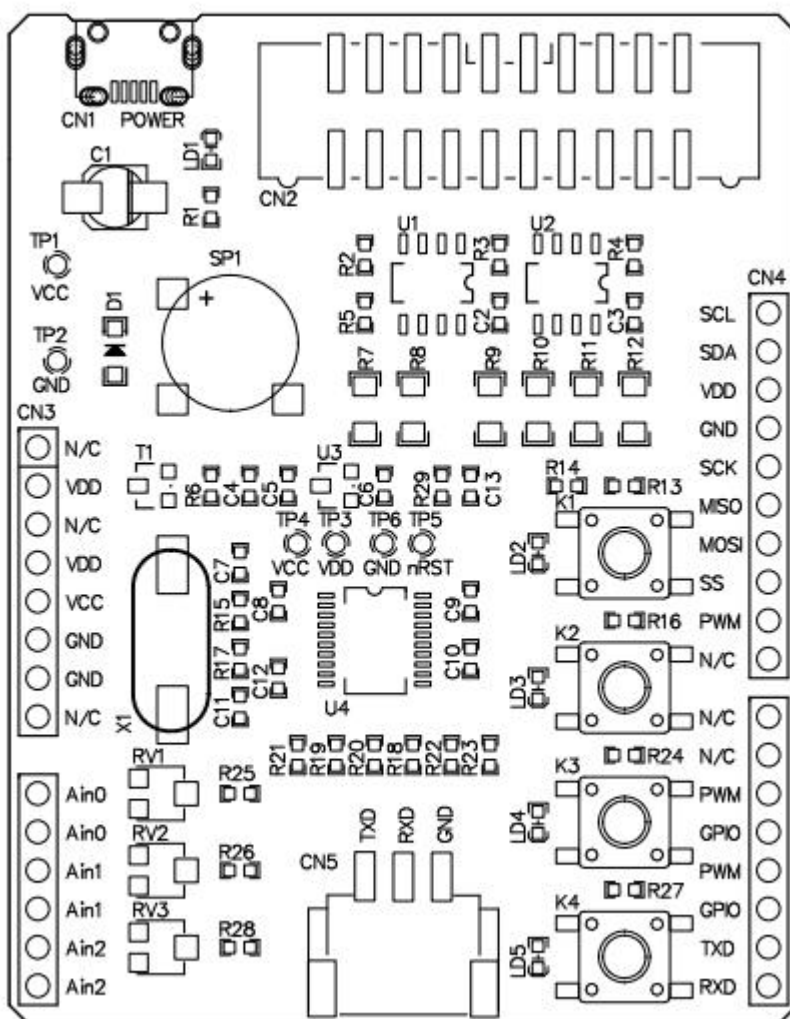 CN1 POWER
LD1
C1
R1
CN2
TP1
VCC
SP1
+
U1
U2
R2
R3
R4
CN4
D1
R5
C2
C3
TP2
GND
R7
R8
R9
R10
R11
R12
SCL
SDA
VDD
GND
SCK
MISO
MOSI
SS
PWM
N/C
CN3
N/C
VDD
N/C
VDD
VCC
GND
GND
N/C
T1
R6
C4
C5
U3
C6
R29
C13
R14
R13
K1
TP4
TP3
TP6
TP5
VCC
VDD
GND
nRST
LD2
C7
C8
R15
C9
R16
R17
C12
C10
K2
C11
LD3
X1
U4
R21
R19
R20
R18
R22
R23
N/C
N/C
PWM
GPIO
PWM
GPIO
TXD
RXD
RV1
R25
R24
K3
Ain0
Ain0
Ain1
Ain1
Ain2
Ain2
RV2
R26
TXD
RXD
GND
LD4
CN5
R27
RV3
R28
K4
LD5